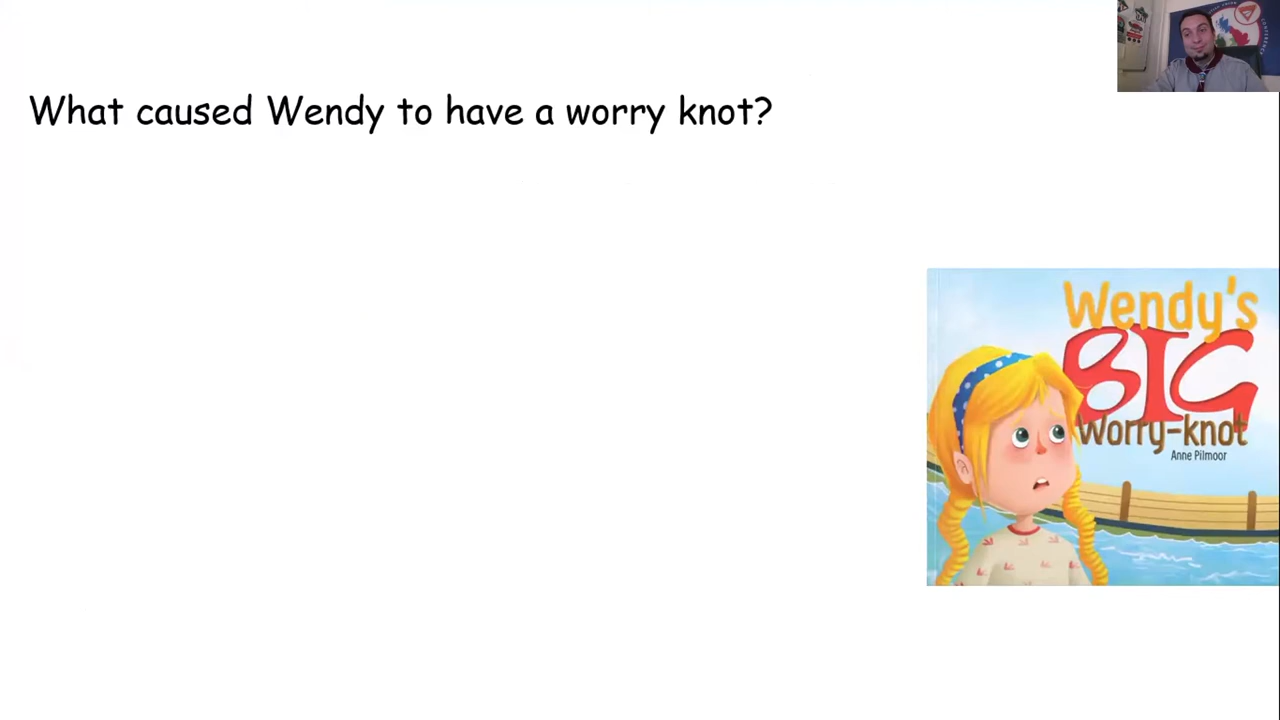 What caused Wendy to have a worry knot?
Wendy's
BIG
Worry-knot
Anne Pilmoor